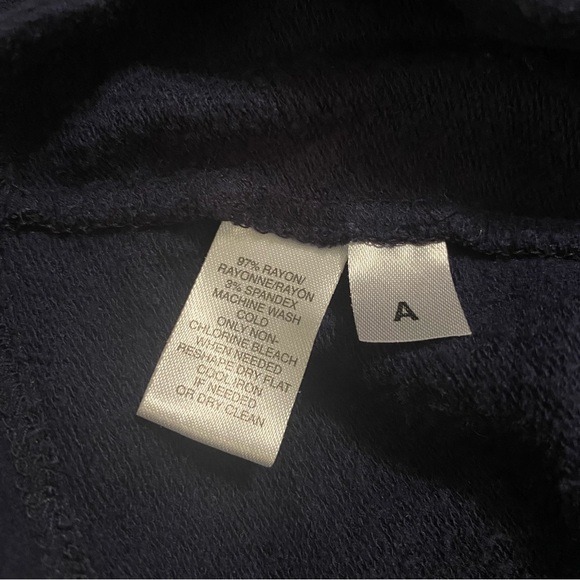 97% RAYON/
RAYONNE/RAYÓN
3% SPANDEX
MACHINE WASH
COLD
ONLY NON-
CHLORINE BLEACH
WHEN NEEDED
RESHAPE DRY FLAT
COOL IRON
IF NEEDED
OR DRY CLEAN
A